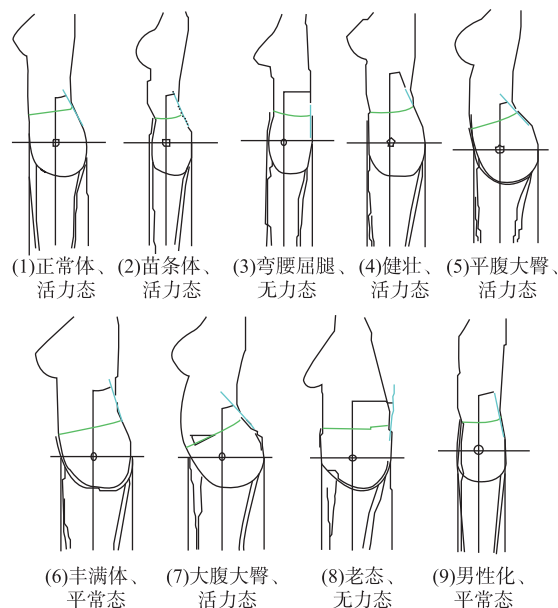 (1)正常体、 (2)苗条体、 (3)弯腰屈腿、 (4)健壮、 (5)平腹大臀、
活力态 活力态 无力态 活力态 活力态
(6)丰满体、 (7)大腹大臀、 (8)老态、 (9)男性化、
平常态 活力态 无力态 平常态